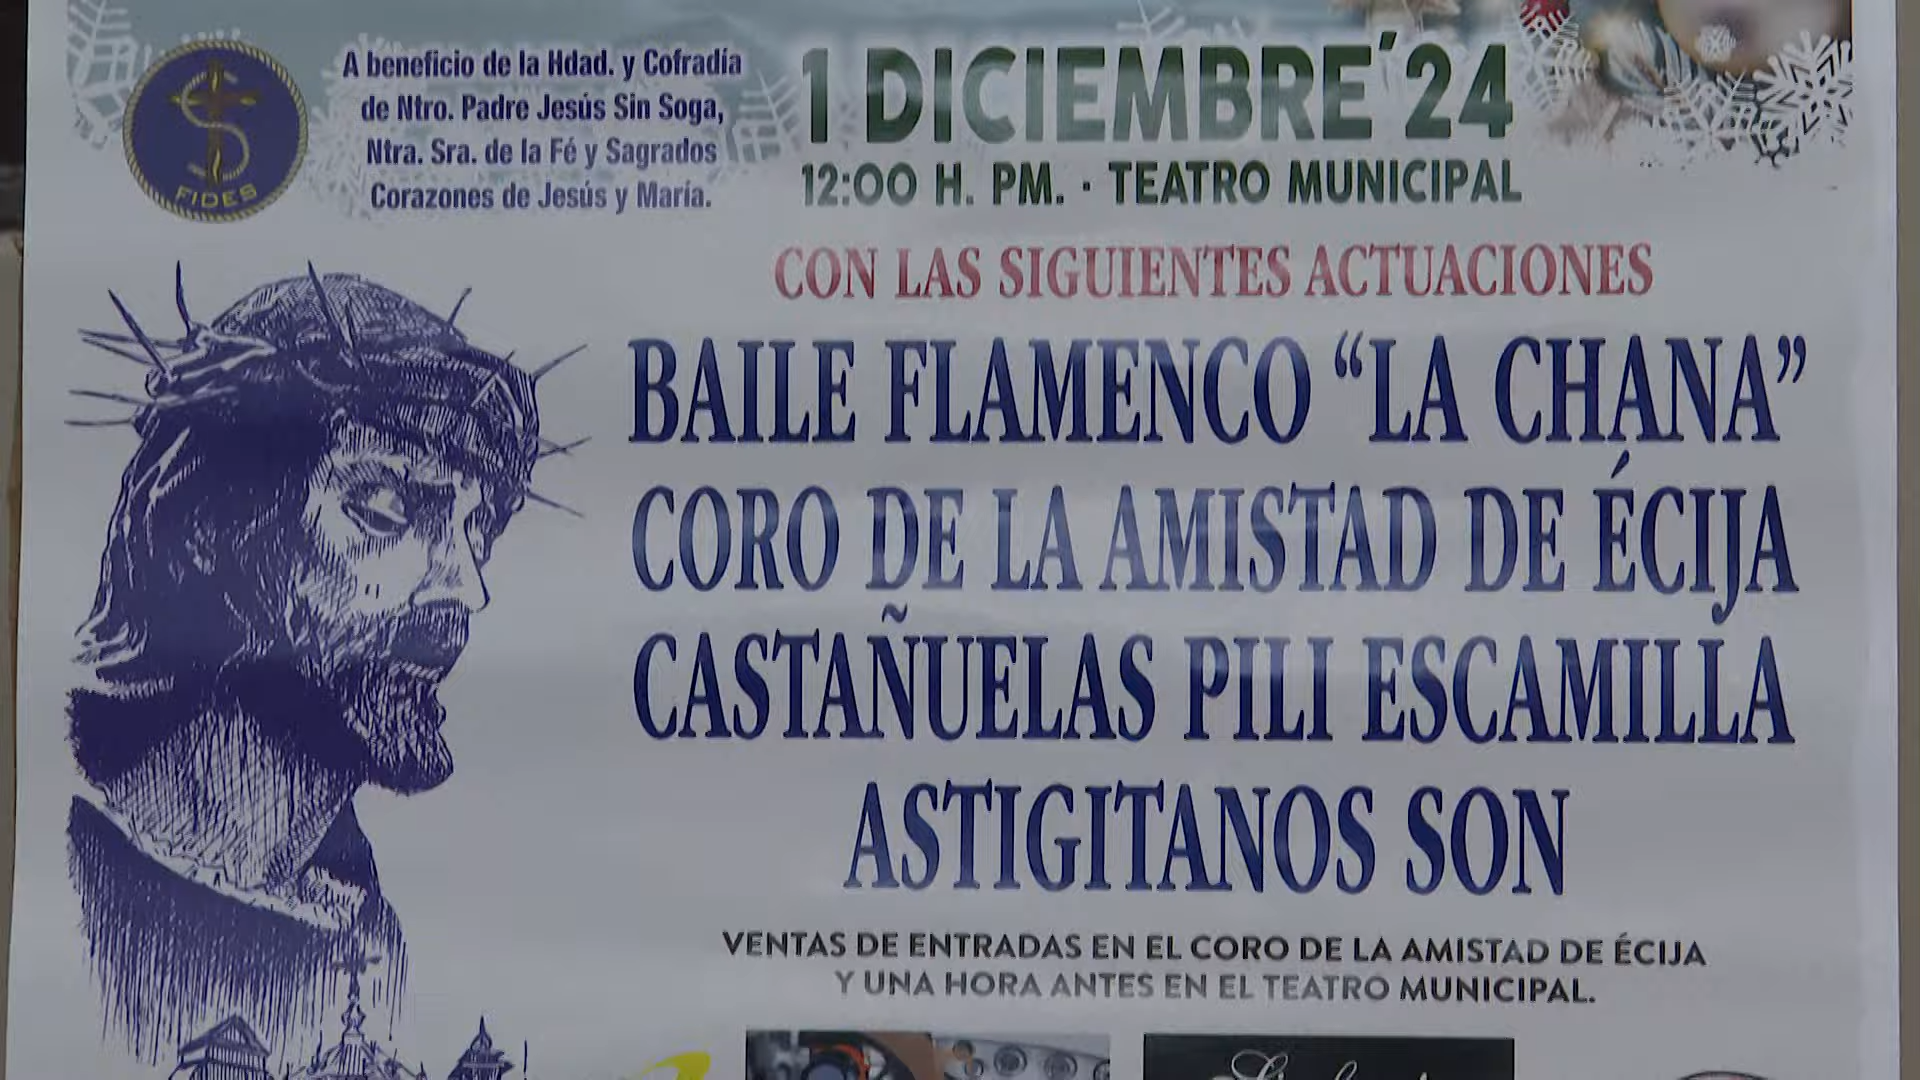 FIDES
A beneficio de la Hdad. y Cofradía
de Ntro. Padre Jesús Sin Soga,
Ntra. Sra. de la Fé y Sagrados
Corazones de Jesús y María.
1 DICIEMBRE´24
12:00 H. PM. · TEATRO MUNICIPAL
CON LAS SIGUIENTES ACTUACIONES
BAILE FLAMENCO “LA CHANA”
CORO DE LA AMISTAD DE ÉCIJA
CASTAÑUELAS PILI ESCAMILLA
ASTIGITANOS SON
VENTAS DE ENTRADAS EN EL CORO DE LA AMISTAD DE ÉCIJA
Y UNA HORA ANTES EN EL TEATRO MUNICIPAL.